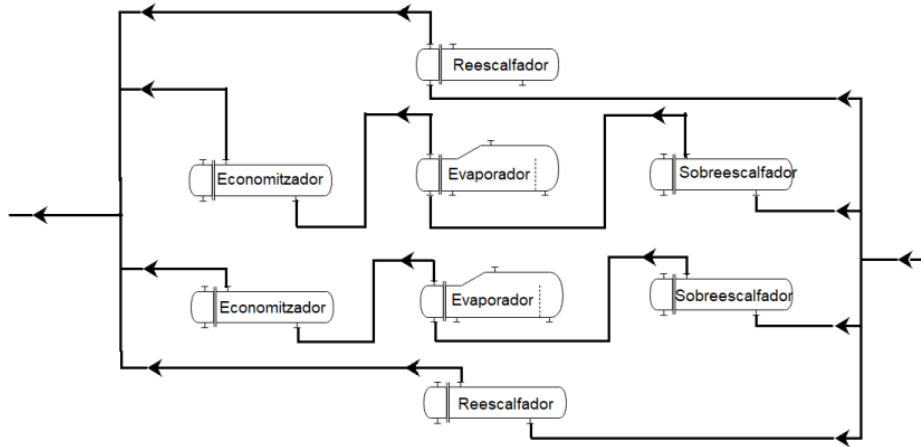 Reescalfador
Economitzador
Evaporador
Sobreescalfador
Economitzador
Evaporador
Sobreescalfador
Reescalfador